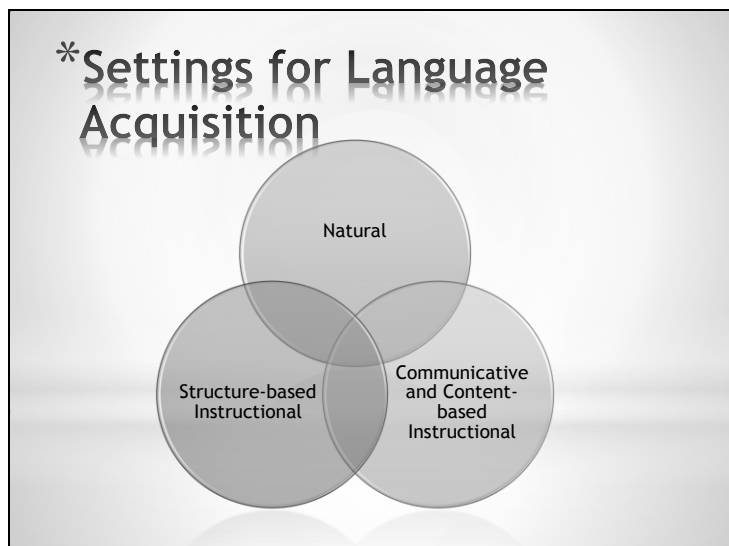 *Settings for Language
Acquisition
Natural
Structure-based
Instructional
Communicative
and Content-
based
Instructional